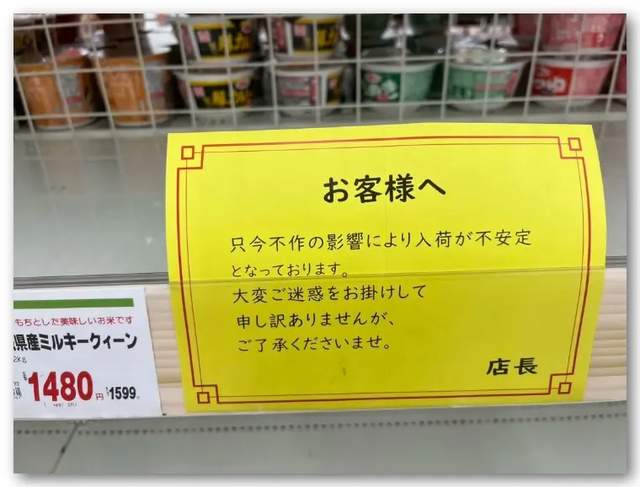 お客様へ
只今不作の影響により入荷が不安定
となっております。
大変ご迷惑をお掛けして
申し訳ありませんが、
ご了承くださいませ。
店長
もちとした美味しいお米です
県産ミルキークィーン
2kg
1480円
1599